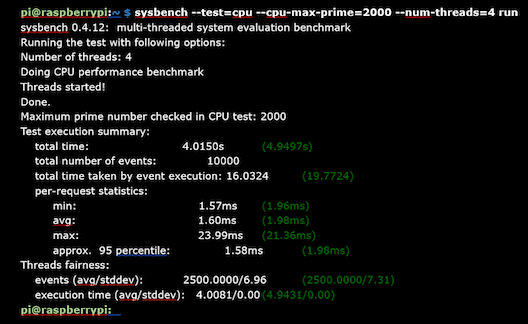 pi@raspberrypi:~ $ sysbench --test=cpu --cpu-max-prime=2000 --num-threads=4 run
sysbench 0.4.12: multi-threaded system evaluation benchmark
Running the test with following options:
Number of threads: 4
Doing CPU performance benchmark
Threads started!
Done.
Maximum prime number checked in CPU test: 2000
Test execution summary:
total time: 4.0150s (4.9497s)
total number of events: 10000
total time taken by event execution: 16.0324 (19.7724)
per-request statistics:
min: 1.57ms (1.96ms)
avg: 1.60ms (1.98ms)
max: 23.99ms (21.36ms)
approx. 95 percentile: 1.58ms (1.98ms)
Threads fairness:
events (avg/stddev): 2500.0000/6.96 (2500.0000/7.31)
execution time (avg/stddev): 4.0081/0.00 (4.9431/0.00)
pi@raspberrypi:_